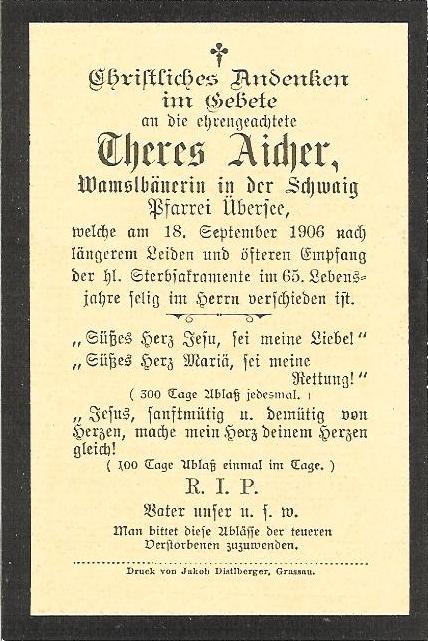 Christliches Andenken
im Gebete
an die ehrengeachtete
Theres Aicher,
Wamslbäuerin in der Schwaig
Pfarrei Übersee,
welche am 18. September 1906 nach
längerem Leiden und öfteren Empfang
der hl. Sterbsakramente im 65. Lebens-
jahre selig im Herrn verschieden ist.
„Süßes Herz Jesu, sei meine Liebe!"
„Süßes Herz Mariä, sei meine
Rettung!"
(300 Tage Ablaß jedesmal.)
„Jesus, sanftmütig u. demütig von
Herzen, mache mein Herz deinem Herzen
gleich!
(100 Tage Ablaß einmal im Tage.)
R. I. P.
Vater unser u. s. w.
Man bittet diese Ablässe der teueren
Verstorbenen zuzuwenden.
Druck von Jakob Distlberger, Grassau.